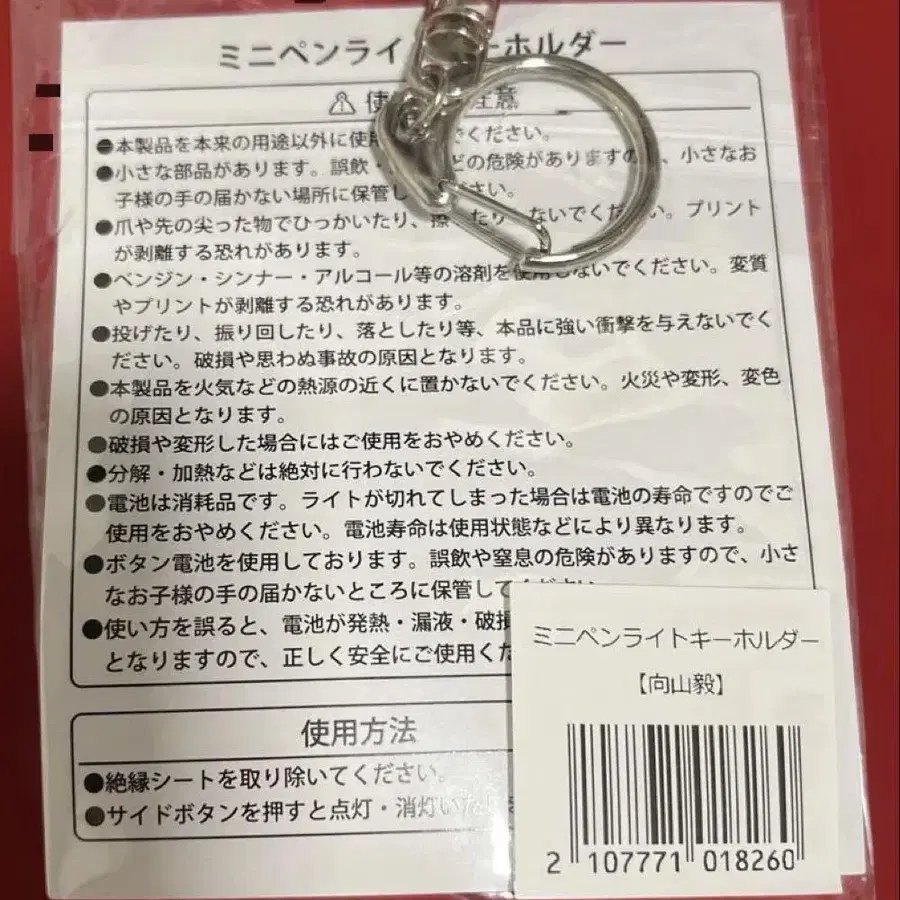 ミニペンライ ーホルダー
⚠ 使 注意
●本製品を本来の用途以外に使用 でください。
●小さな部品があります。誤飲・ どの危険がありますの 、小さなお
子様の手の届かない場所に保管し さい。
●爪や先の尖った物でひっかいたり、擦 たり ないでくだ い。プリント
が剥離する恐れがあります。
●ベンジン・シンナー・アルコール等の溶剤を使用しないでください。変質
やプリントが剥離する恐れがあります。
●投げたり、振り回したり、落としたり等、本品に強い衝撃を与えないでく
ださい。破損や思わぬ事故の原因となります。
●本製品を火気などの熱源の近くに置かないでください。火災や変形、変色
の原因となります。
●破損や変形した場合にはご使用をおやめください。
●分解・加熱などは絶対に行わないでください。
●電池は消耗品です。ライトが切れてしまった場合は電池の寿命ですのでご
使用をおやめください。電池寿命は使用状態などにより異なります。
●ボタン電池を使用しております。誤飲や窒息の危険がありますので、小さ
なお子様の手の届かないところに保管してください
●使い方を誤ると、電池が発熱・漏液・破損
となりますので、正しく安全にご使用くだ
使用方法
●絶縁シートを取り除いてください。
●サイドボタンを押すと点灯・消灯い
ミニペンライトキーホルダー
【向山毅】
2 107771 018260